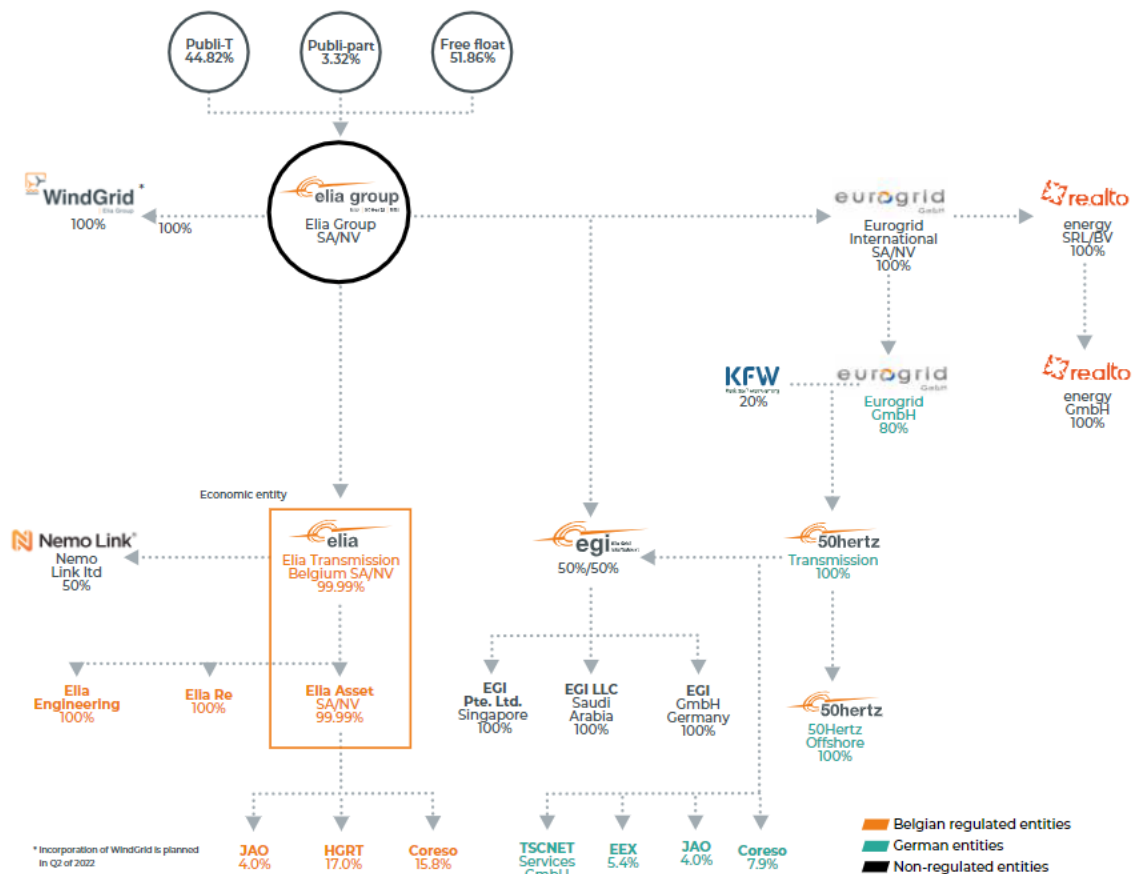 Publi-T
44.82%
Publi-part
3.32%
Free float
51.86%
WindGrid *
Elia Group
100%
100%
elia group
Elia Group
SA/NV
eurogrid
GmbH
Eurogrid
International
SA/NV
100%
realto
energy
SRL/BV
100%
KFW
20%
eurogrid
GmbH
Eurogrid
GmbH
80%
realto
energy
GmbH
100%
Economic entity
Nemo Link®
Nemo
Link ltd
50%
elia
Elia Transmission
Belgium SA/NV
99.99%
egi
50%/50%
50hertz
Transmission
100%
Elia
Engineering
100%
Elia Re
100%
Elia Asset
SA/NV
99.99%
EGI
Pte. Ltd.
Singapore
100%
EGI LLC
Saudi
Arabia
100%
EGI
GmbH
Germany
100%
50hertz
50Hertz
Offshore
100%
JAO
4.0%
HGRT
17.0%
Coreso
15.8%
TSCNET
Services
GmbH
EEX
5.4%
JAO
4.0%
Coreso
7.9%
* Incorporation of WindGrid is planned
in Q2 of 2022
Belgian regulated entities
German entities
Non-regulated entities